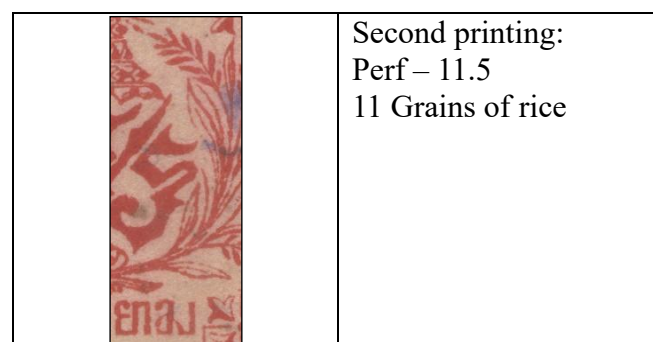 Second printing:
Perf – 11.5
11 Grains of rice